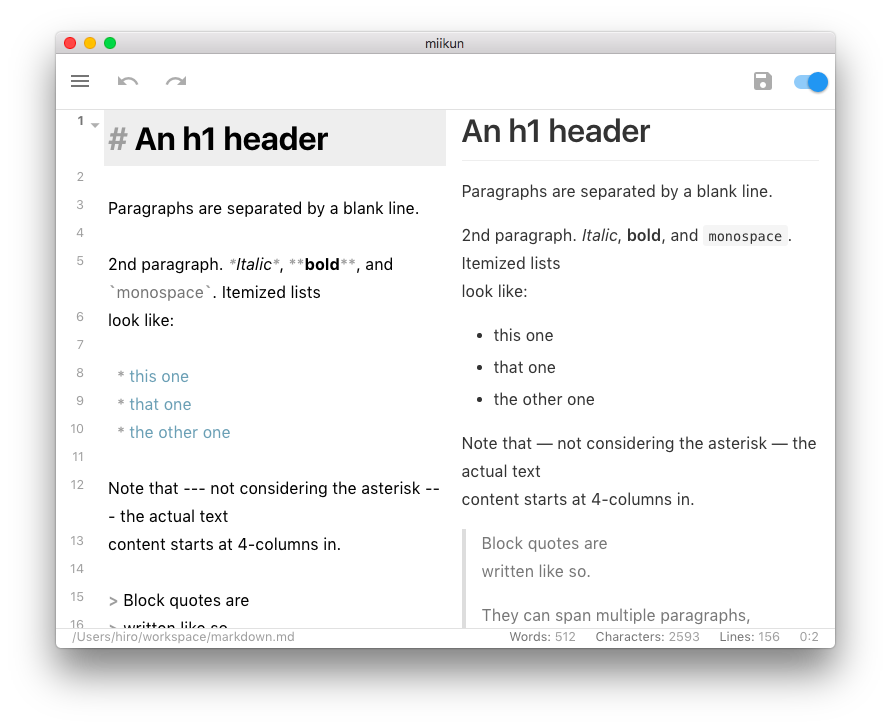 miikun
1
# An h1 header
2
3
Paragraphs are separated by a blank line.
4
5
2nd paragraph. *Italic*, **bold**, and
`monospace`. Itemized lists
6
look like:
7
8
* this one
9
* that one
10
* the other one
11
12
Note that --- not considering the asterisk --
- the actual text
13
content starts at 4-columns in.
14
15
> Block quotes are
16
> written like so.
An h1 header
Paragraphs are separated by a blank line.
2nd paragraph. Italic, bold, and monospace.
Itemized lists
look like:
• this one
• that one
• the other one
Note that — not considering the asterisk — the
actual text
content starts at 4-columns in.
Block quotes are
written like so.
They can span multiple paragraphs,
/Users/hiro/workspace/markdown.md
Words: 512 Characters: 2593 Lines: 156 0:2